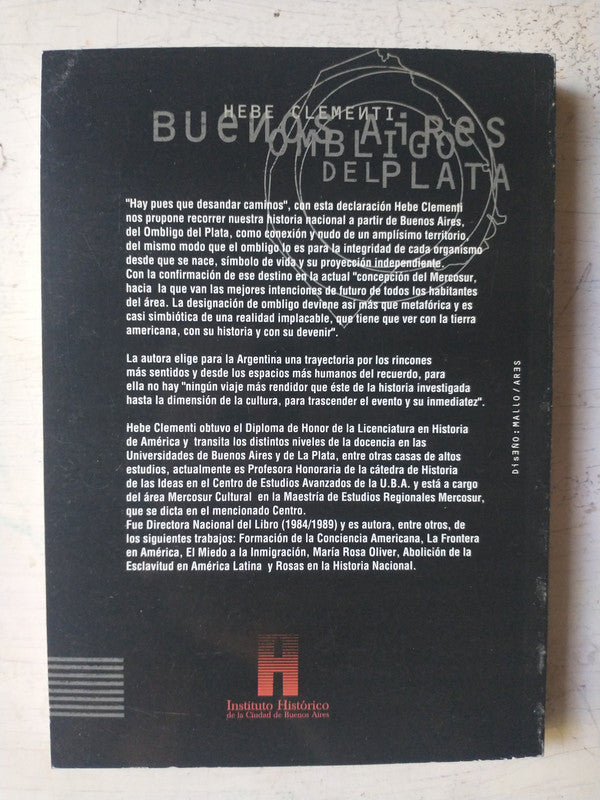 HEBE CLEMENTI
BUeNOS AiRes
OMBLIGO
DEL PLATA
"Hay pues que desandar caminos", con esta declaración Hebe Clementi
nos propone recorrer nuestra historia nacional a partir de Buenos Aires,
del Ombligo del Plata, como conexión y nudo de un amplísimo territorio,
del mismo modo que el ombligo lo es para la integridad de cada organismo
desde que se nace, símbolo de vida y su proyección independiente.
Con la confirmación de ese destino en la actual "concepción del Mercosur,
hacia la que van las mejores intenciones de futuro de todos los habitantes
del área. La designación de ombligo deviene así más que metafórica y es
casi simbiótica de una realidad implacable, que tiene que ver con la tierra
americana, con su historia y con su devenir".
La autora elige para la Argentina una trayectoria por los rincones
más sentidos y desde los espacios más humanos del recuerdo, para
ella no hay "ningún viaje más rendidor que éste de la historia investigada
hasta la dimensión de la cultura, para trascender el evento y su inmediatez".
Hebe Clementi obtuvo el Diploma de Honor de la Licenciatura en Historia
de América y transita los distintos niveles de la docencia en las
Universidades de Buenos Aires y de La Plata, entre otras casas de altos
estudios, actualmente es Profesora Honoraria de la cátedra de Historia
de las Ideas en el Centro de Estudios Avanzados de la U.B.A. y está a cargo
del área Mercosur Cultural en la Maestría de Estudios Regionales Mercosur,
que se dicta en el mencionado Centro.
Fue Directora Nacional del Libro (1984/1989) y es autora, entre otros, de
los siguientes trabajos: Formación de la Conciencia Americana, La Frontera
en América, El Miedo a la Inmigración, María Rosa Oliver, Abolición de la
Esclavitud en América Latina y Rosas en la Historia Nacional.
DisEÑO: MALLO/ARES
Instituto Histórico
de la Ciudad de Buenos Aires